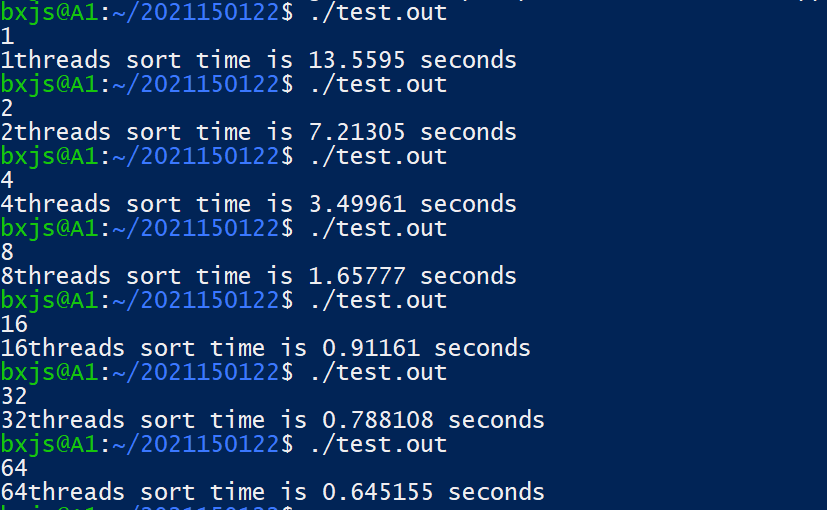 bxjs@A1:~/2021150122$ ./test.out
1
1threads sort time is 13.5595 seconds
bxjs@A1:~/2021150122$ ./test.out
2
2threads sort time is 7.21305 seconds
bxjs@A1:~/2021150122$ ./test.out
4
4threads sort time is 3.49961 seconds
bxjs@A1:~/2021150122$ ./test.out
8
8threads sort time is 1.65777 seconds
bxjs@A1:~/2021150122$ ./test.out
16
16threads sort time is 0.91161 seconds
bxjs@A1:~/2021150122$ ./test.out
32
32threads sort time is 0.788108 seconds
bxjs@A1:~/2021150122$ ./test.out
64
64threads sort time is 0.645155 seconds